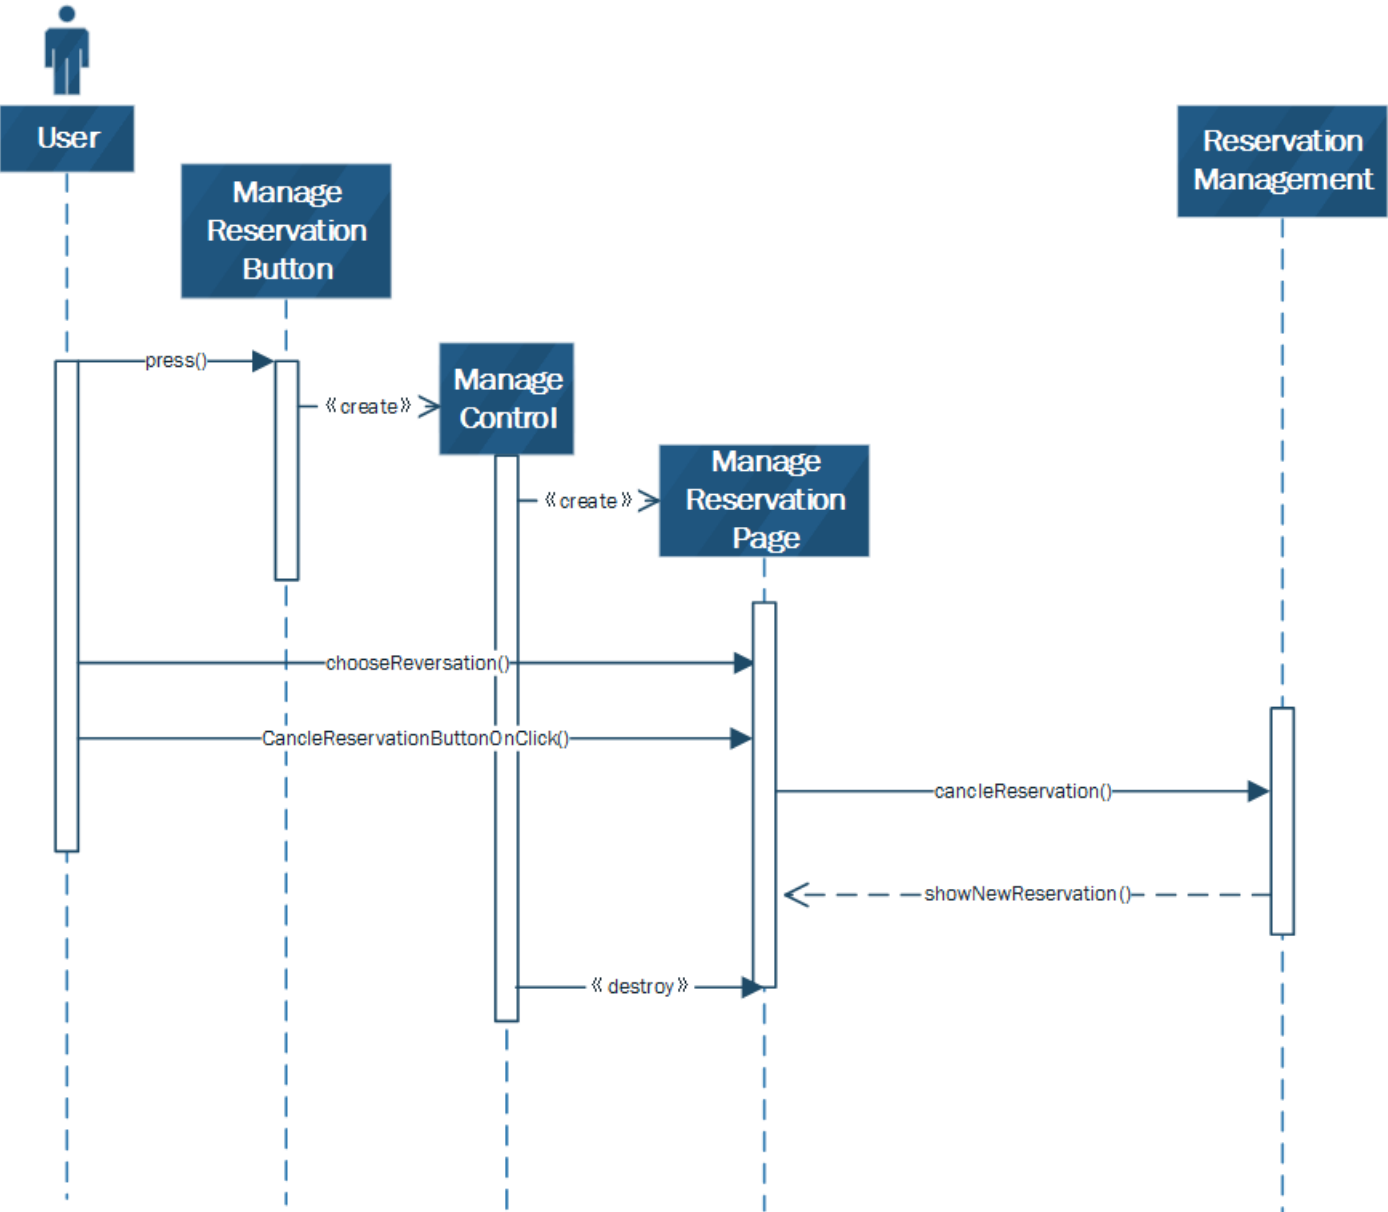 User
Manage
Reservation
Button
Reservation
Management
press()
《create》
Manage
Control
《create》
Manage
Reservation
Page
chooseReversation()
CancleReservationButtonOnClick()
cancleReservation()
showNewReservation()
《destroy》